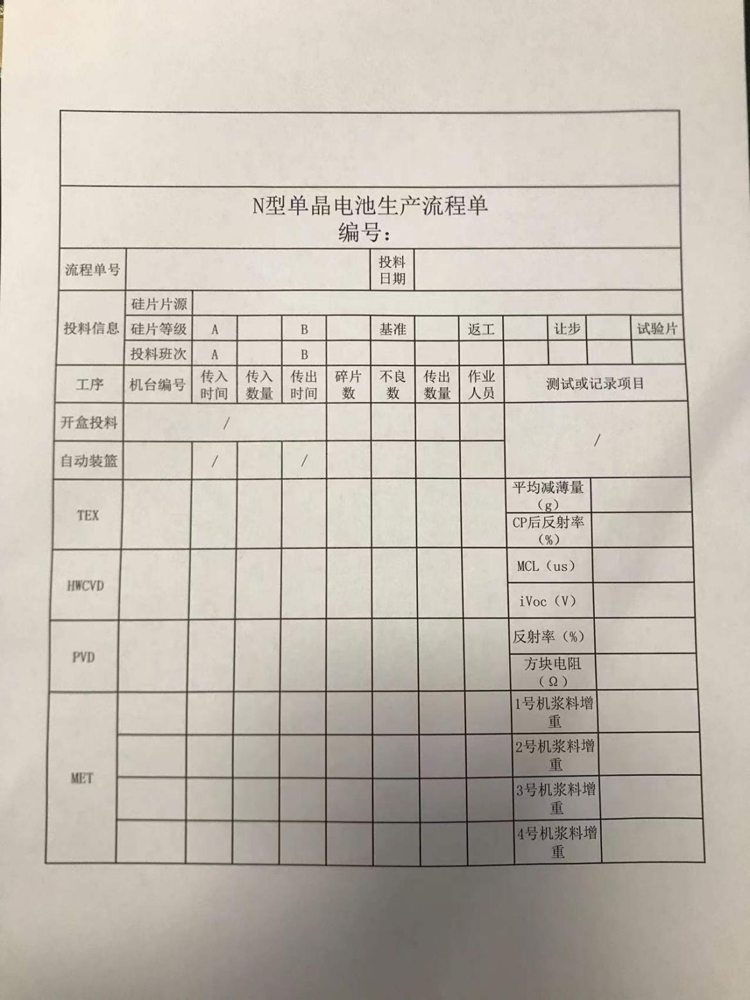 N型单晶电池生产流程单
编号：
流程单号 投料
日期
投料信息 硅片片源
硅片等级 A B 基准 返工 让步 试验片
投料班次 A B
工序 机台编号 传入
时间 传入
数量 传出
时间 碎片
数 不良
数 传出
数量 作业
人员 测试或记录项目
开盒投料 / /
自动装篮 / /
TEX 平均减薄量
（g）
CP后反射率
（%）
HWCVD MCL（us）
iVoc（V）
PVD 反射率（%）
方块电阻
（Ω）
MET 1号机浆料增
重
2号机浆料增
重
3号机浆料增
重
4号机浆料增
重